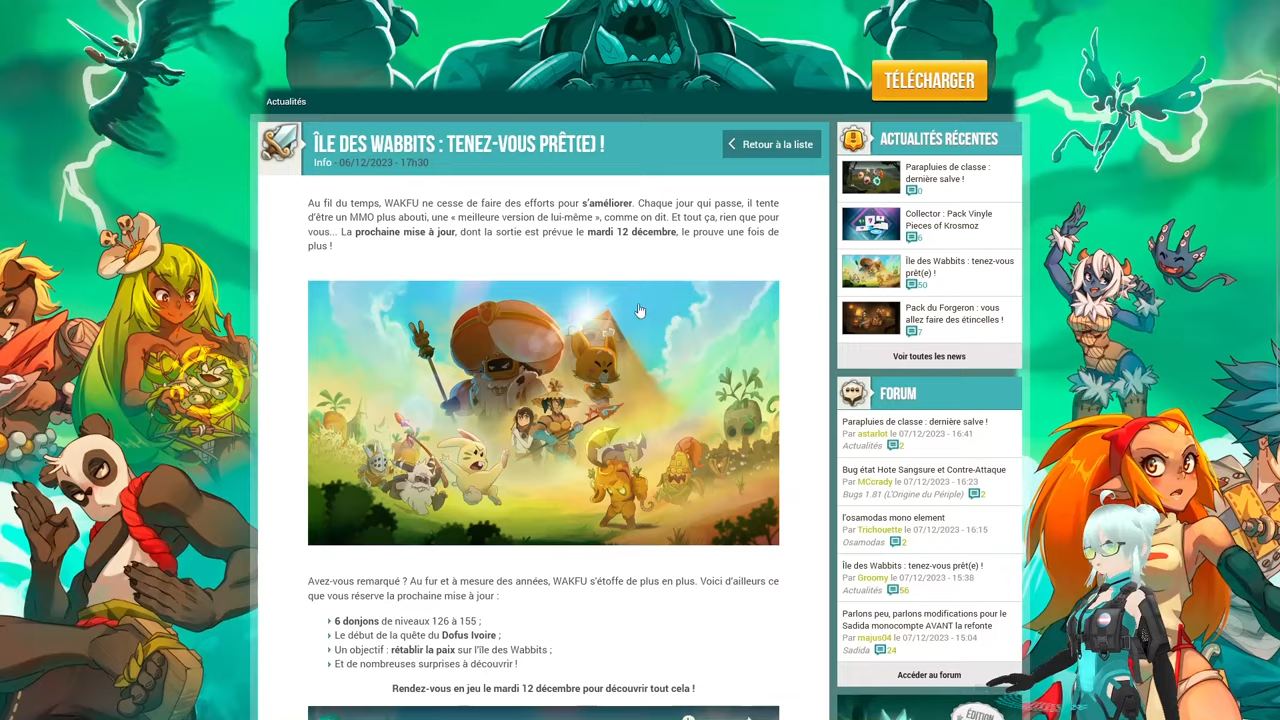 TÉLÉCHARGER
Actualités
ÎLE DES WABBITS : TENEZ-VOUS PRÊT(E) !
Info - 06/12/2023 - 17h30
Retour à la liste
Au fil du temps, WAKFU ne cesse de faire des efforts pour s'améliorer. Chaque jour qui passe, il tente
d'être un MMO plus abouti, une « meilleure version de lui-même », comme on dit. Et tout ça, rien que pour
vous... La prochaine mise à jour, dont la sortie est prévue le mardi 12 décembre, le prouve une fois de
plus !
Avez-vous remarqué ? Au fur et à mesure des années, WAKFU s'étoffe de plus en plus. Voici d'ailleurs ce
que vous réserve la prochaine mise à jour :
6 donjons de niveaux 126 à 155 ;
Le début de la quête du Dofus Ivoire ;
Un objectif : rétablir la paix sur l'île des Wabbits ;
Et de nombreuses surprises à découvrir !
Rendez-vous en jeu le mardi 12 décembre pour découvrir tout cela !
ACTUALITÉS RÉCENTES
Parapluies de classe :
dernière salve !
0
Collector : Pack Vinyle
Pieces of Krosmoz
6
Île des Wabbits : tenez-vous
prêt(e) !
50
Pack du Forgeron : vous
allez faire des étincelles !
7
Voir toutes les news
FORUM
Parapluies de classe : dernière salve !
Par astarlot le 07/12/2023 - 16:41
Actualités 2
Bug état Hote Sangsure et Contre-Attaque
Par MCcrady le 07/12/2023 - 16:23
Bugs 1.81 (L'Origine du Périple) 2
l'osamodas mono element
Par Trichouette le 07/12/2023 - 16:15
Osamodas 2
Île des Wabbits : tenez-vous prêt(e) !
Par Groomy le 07/12/2023 - 15:38
Actualités 56
Parlons peu, parlons modifications pour le
Sadida monocompte AVANT la refonte
Par majus04 le 07/12/2023 - 15:04
Sadida 24
Accéder au forum
ÉDITION